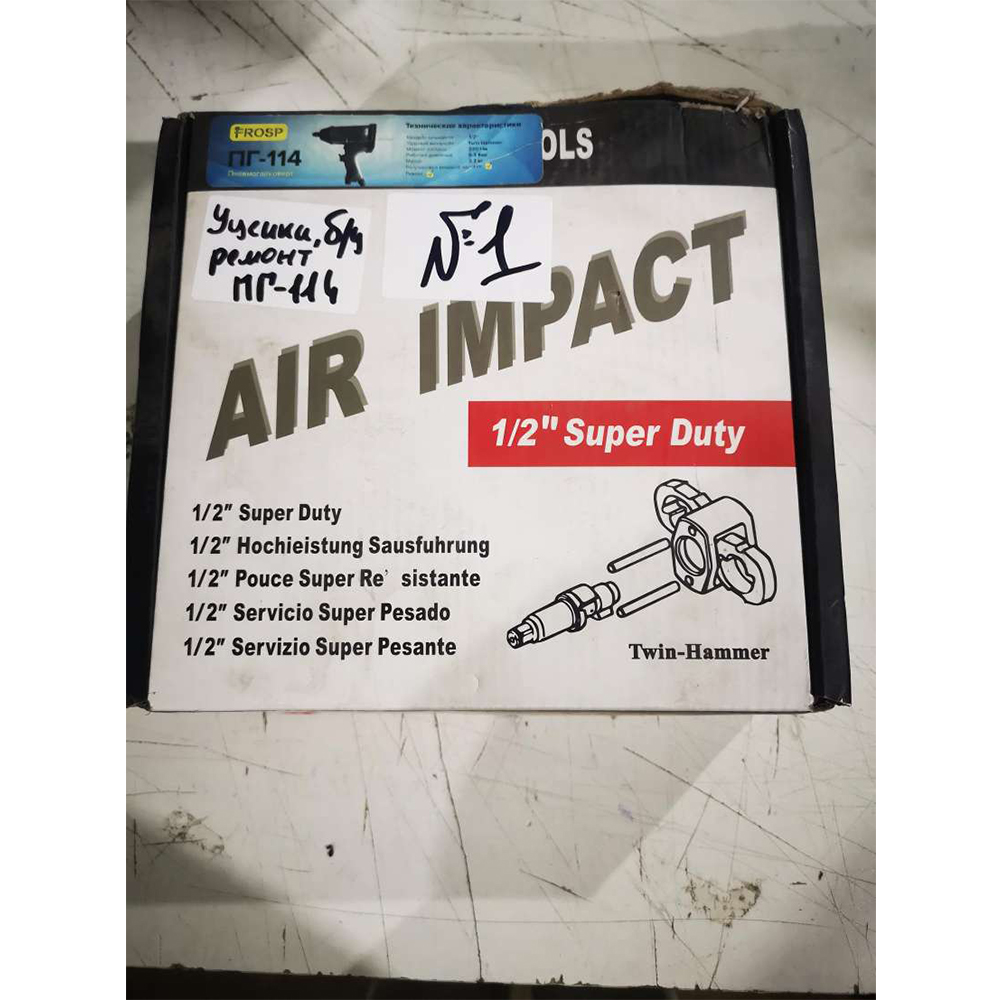 FROSP
ПГ-114
Пневмогайковерт
Технические характеристики
OLS
Уценка, б/у
ремонт
ПГ-114
№1
AIR IMPACT
1/2" Super Duty
1/2" Super Duty
1/2" Hochieistung Sausfuhrung
1/2" Pouce Super Re' sistante
1/2" Servicio Super Pesado
1/2" Servizio Super Pesante
Twin-Hammer